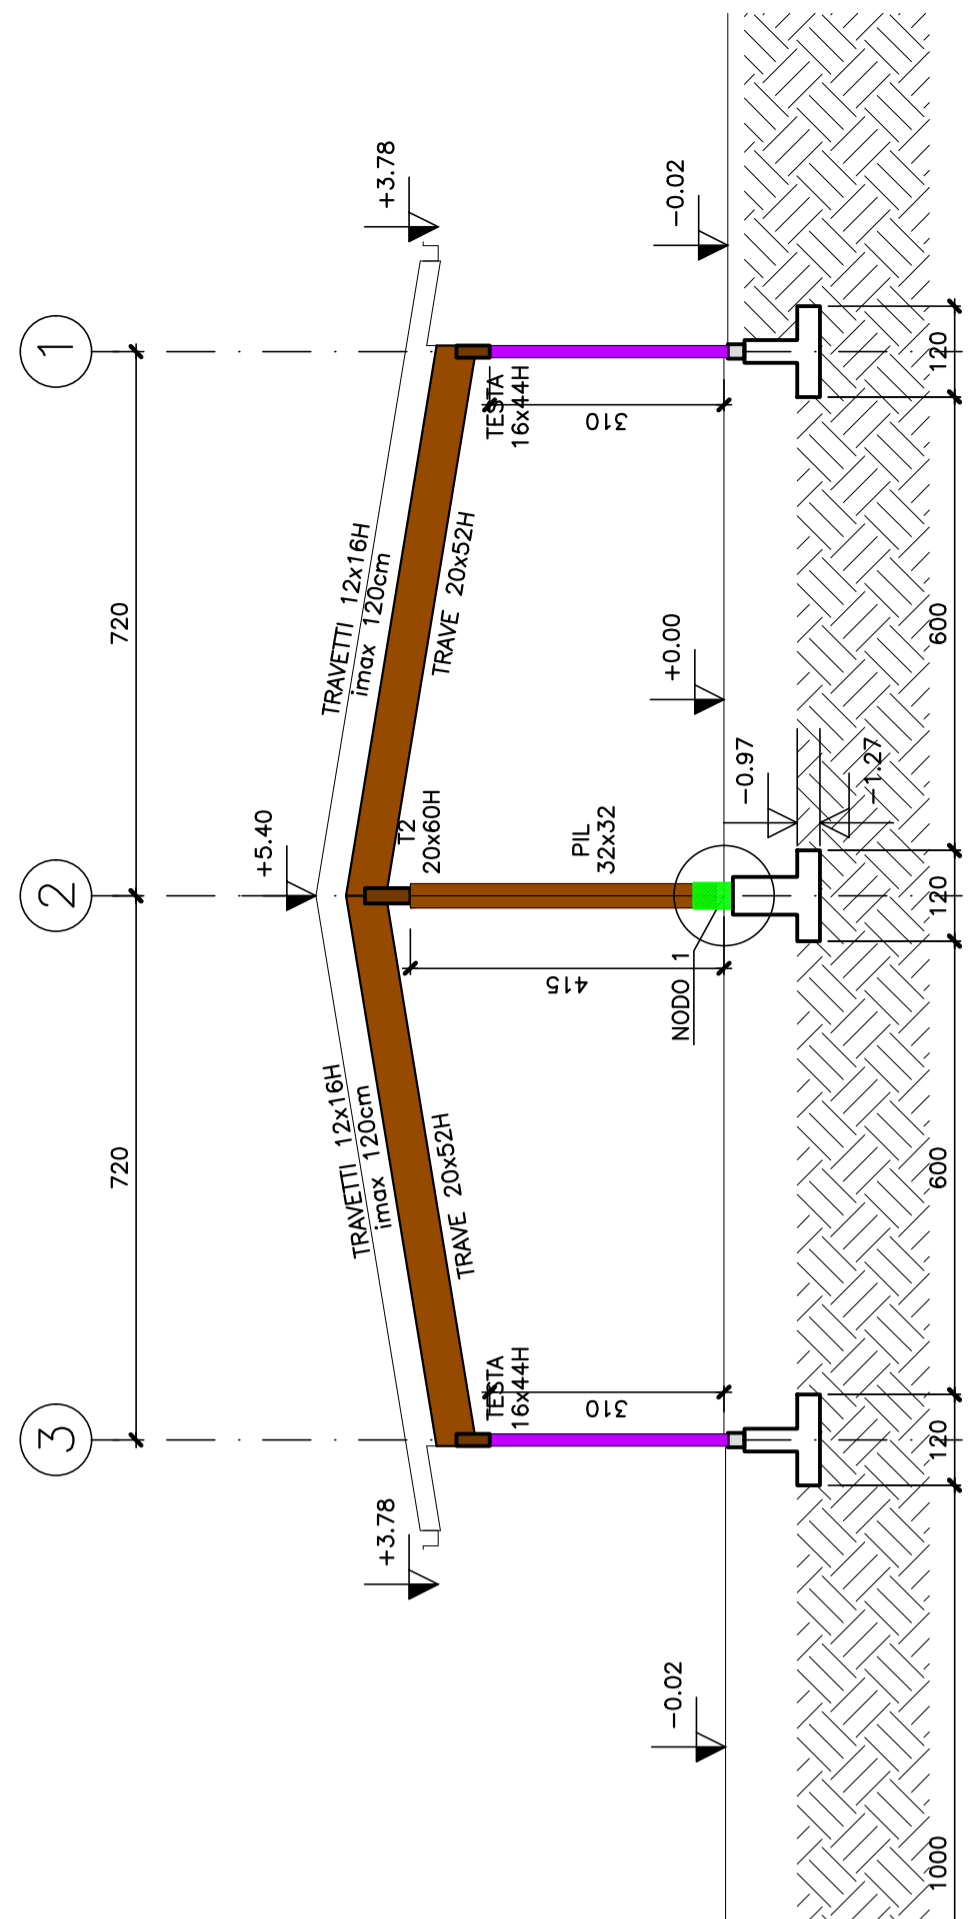 3
2
1
720
720
+5.40
+3.78
+3.78
TRAVETTI 12x16H
imax 120cm
TRAVETTI 12x16H
imax 120cm
TRAVE 20x52H
TRAVE 20x52H
T2
20x60H
TESTA
16x44H
TESTA
16x44H
310
415
310
PIL
32x32
NODO 1
-0.02
+0.00
-0.02
-0.97
-1.27
1000
120
600
120
600
120